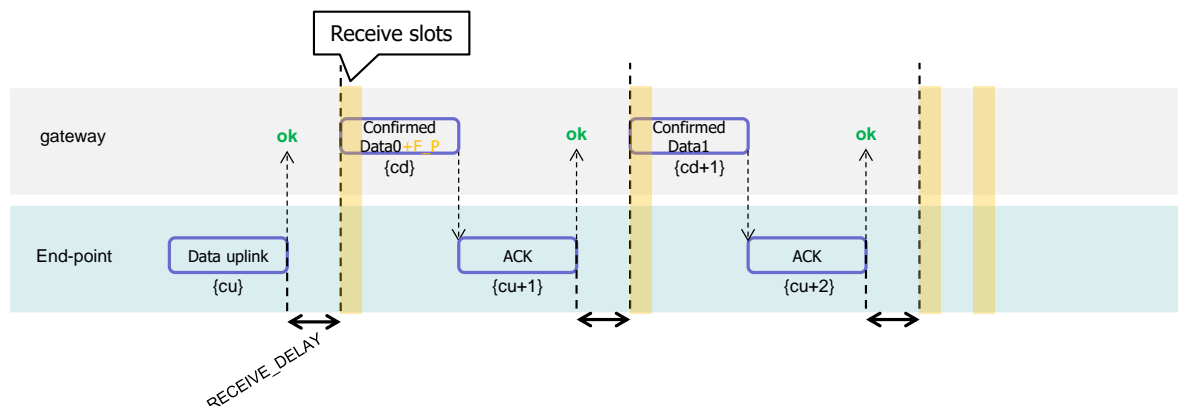 Receive slots
gateway
ok
Confirmed
Data0+F_P
{cd}
ok
Confirmed
Data1
{cd+1}
ok
End-point
Data uplink
{cu}
ACK
{cu+1}
ACK
{cu+2}
RECEIVE_DELAY